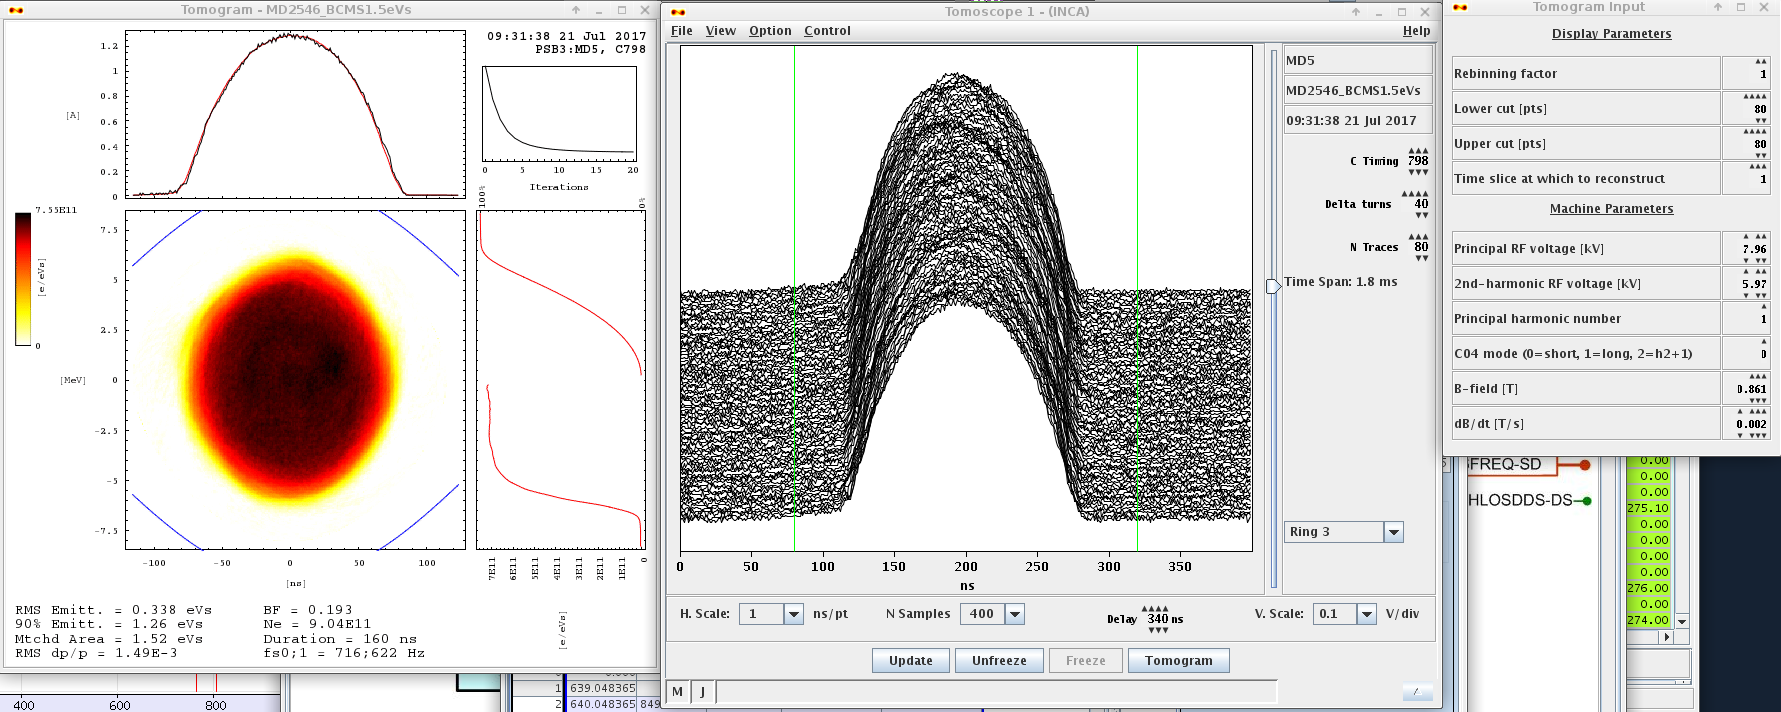 Tomogram - MD2546_BCMS1.5eVs
09:31:38 21 Jul 2017
PSB3:MD5, C798
1.2
1
0.8
0.6
0.4
0.2
0
[A]
0 5 10 15 20
Iterations
7.55E11
[e/eVs]
0
100%
0%
7.5
5
2.5
0
-2.5
-5
-7.5
[MeV]
-100 -50 0 50 100
[ns]
7E11 6E11 5E11 4E11 3E11 2E11 1E11 0
[e/eVs]
RMS Emitt. = 0.338 eVs
90% Emitt. = 1.26 eVs
Mtchd Area = 1.52 eVs
RMS dp/p = 1.49E-3
BF = 0.193
Ne = 9.04E11
Duration = 160 ns
fs0;1 = 716;622 Hz
400 600 800
1 639.048365
2 640.048365 849
Tomoscope 1 - (INCA)
File View Option Control Help
0 50 100 150 200 250 300 350
ns
MD5
MD2546_BCMS1.5eVs
09:31:38 21 Jul 2017
C Timing 798
Delta turns 40
N Traces 80
Time Span: 1.8 ms
Ring 3
H. Scale: 1 ns/pt N Samples 400 Delay 340 ns V. Scale: 0.1 V/div
Update Unfreeze Freeze Tomogram
M J
Tomogram Input
Display Parameters
Rebinning factor 1
Lower cut [pts] 80
Upper cut [pts] 80
Time slice at which to reconstruct 1
Machine Parameters
Principal RF voltage [kV] 7.96
2nd-harmonic RF voltage [kV] 5.97
Principal harmonic number 1
C04 mode (0=short, 1=long, 2=h2+1) 0
B-field [T] 0.861
dB/dt [T/s] 0.002
FREQ-SD
HLOSDDS-DS
0.00
0.00
0.00
275.10
0.00
0.00
0.00
0.00
276.00
0.00
274.00